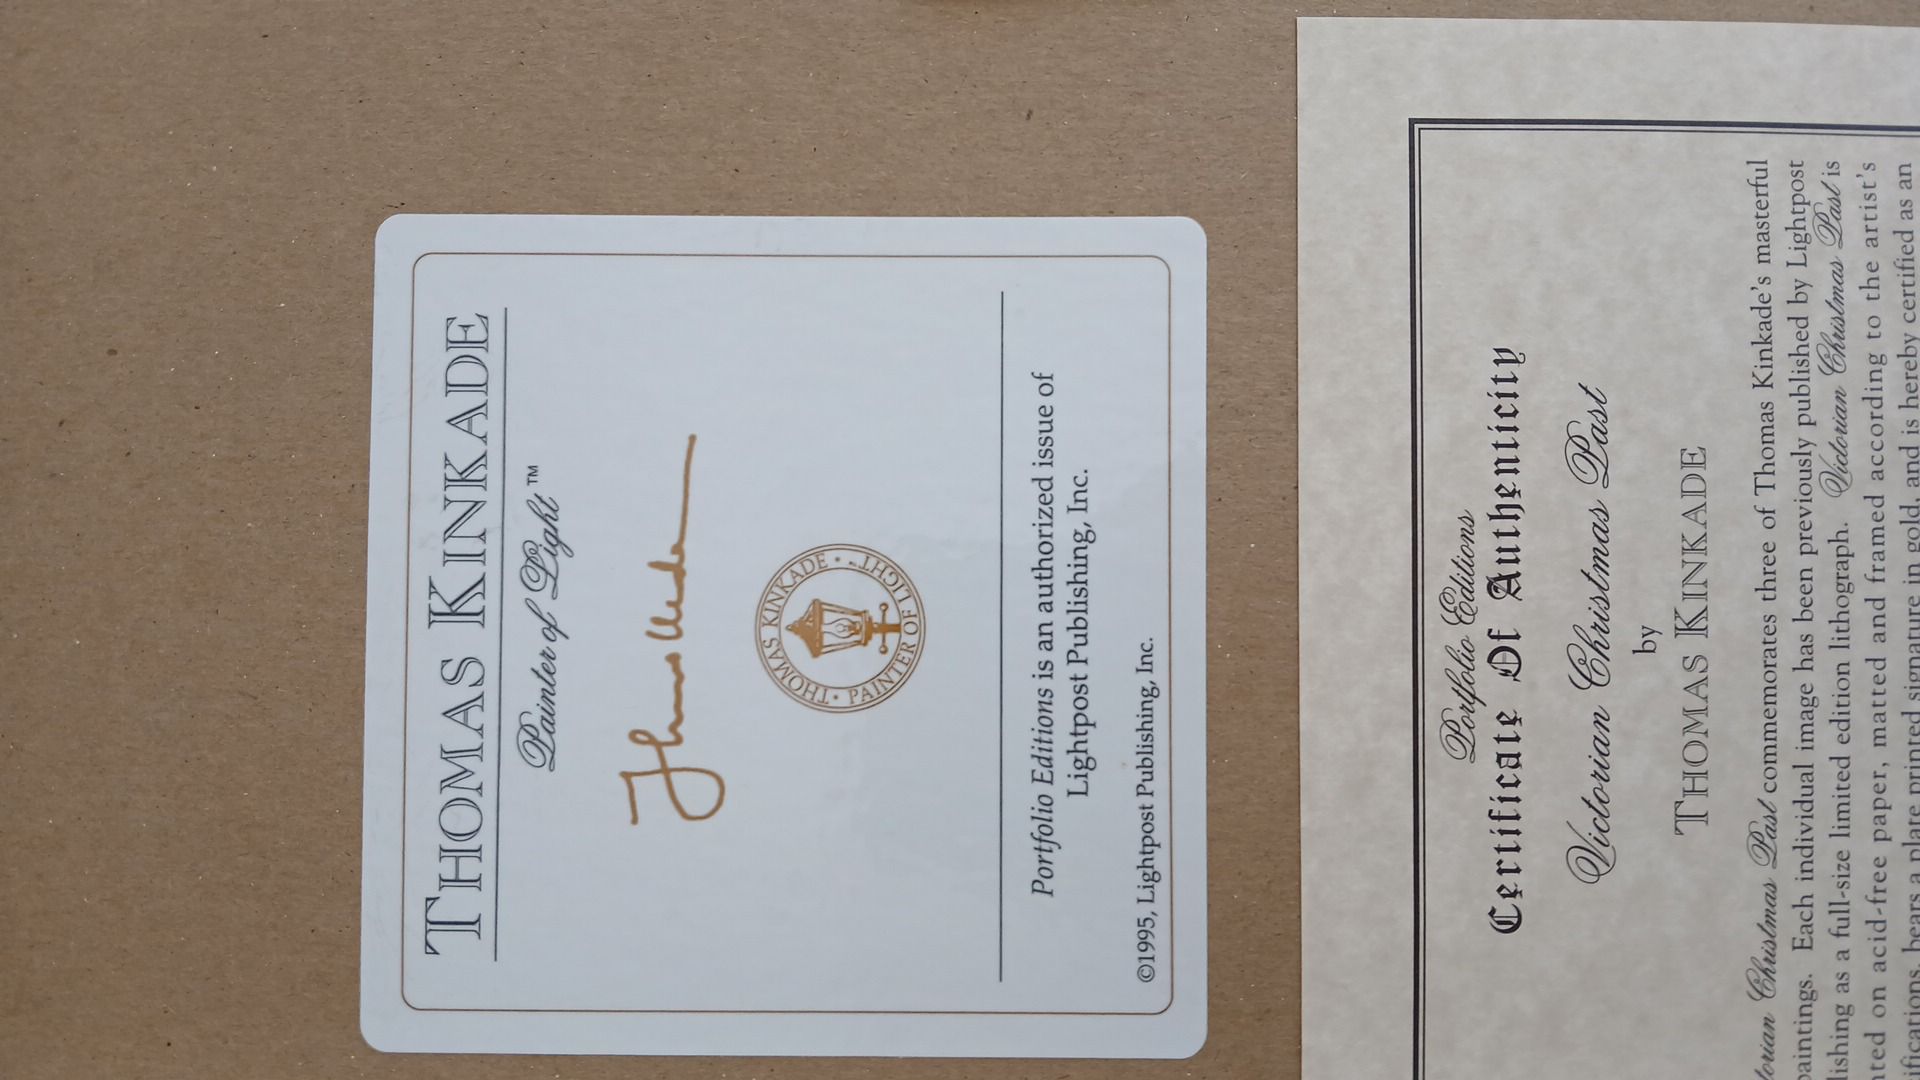 THOMAS KINKADE
Painter of Light™
Thomas Kinkade
THOMAS KINKADE • PAINTER OF LIGHT™ •
Portfolio Editions is an authorized issue of
Lightpost Publishing, Inc.
©1995, Lightpost Publishing, Inc.
Portfolio Editions
Certificate Of Authenticity
Victorian Christmas Past
by
THOMAS KINKADE
Christmas Past commemorates three of Thomas Kinkade's masterful
Each individual image has been previously published by Lightpost
as a full-size limited edition lithograph. Victorian Christmas Past is
on acid-free paper, matted and framed according to the artist's
bears a plate printed signature in gold, and is hereby certified as an